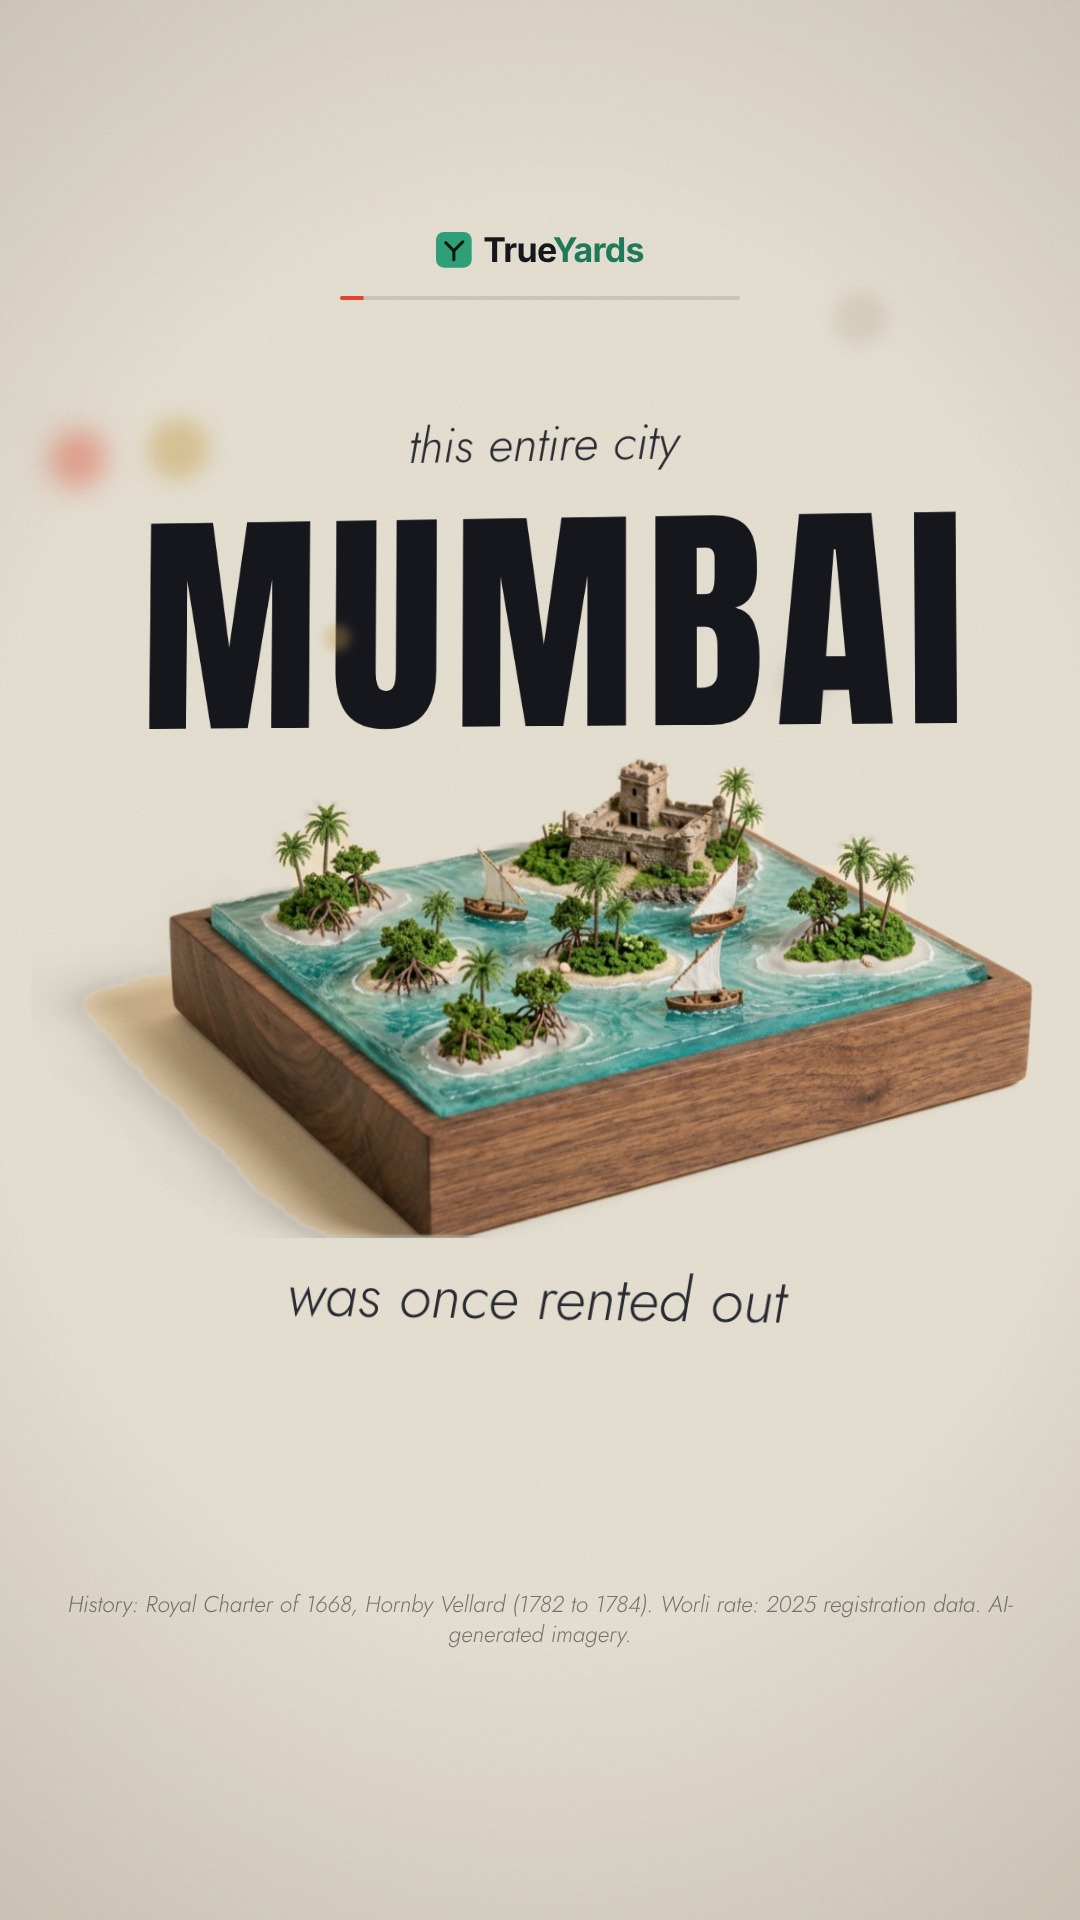 TrueYards
this entire city
MUMBAI
was once rented out
History: Royal Charter of 1668, Hornby Vellard (1782 to 1784). Worli rate: 2025 registration data. AI-
generated imagery.